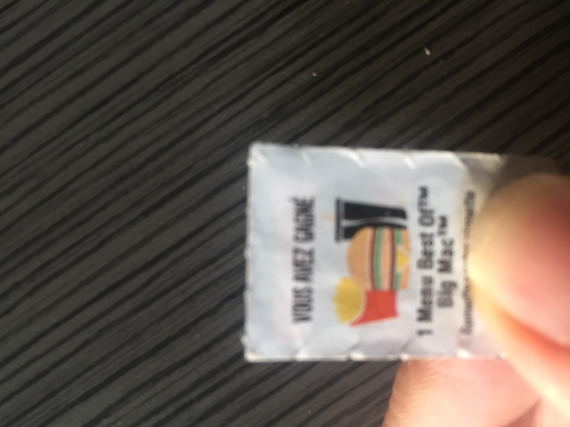 VOUS AVEZ GAGNÉ
1 Menu Best Of™
Big Mac™